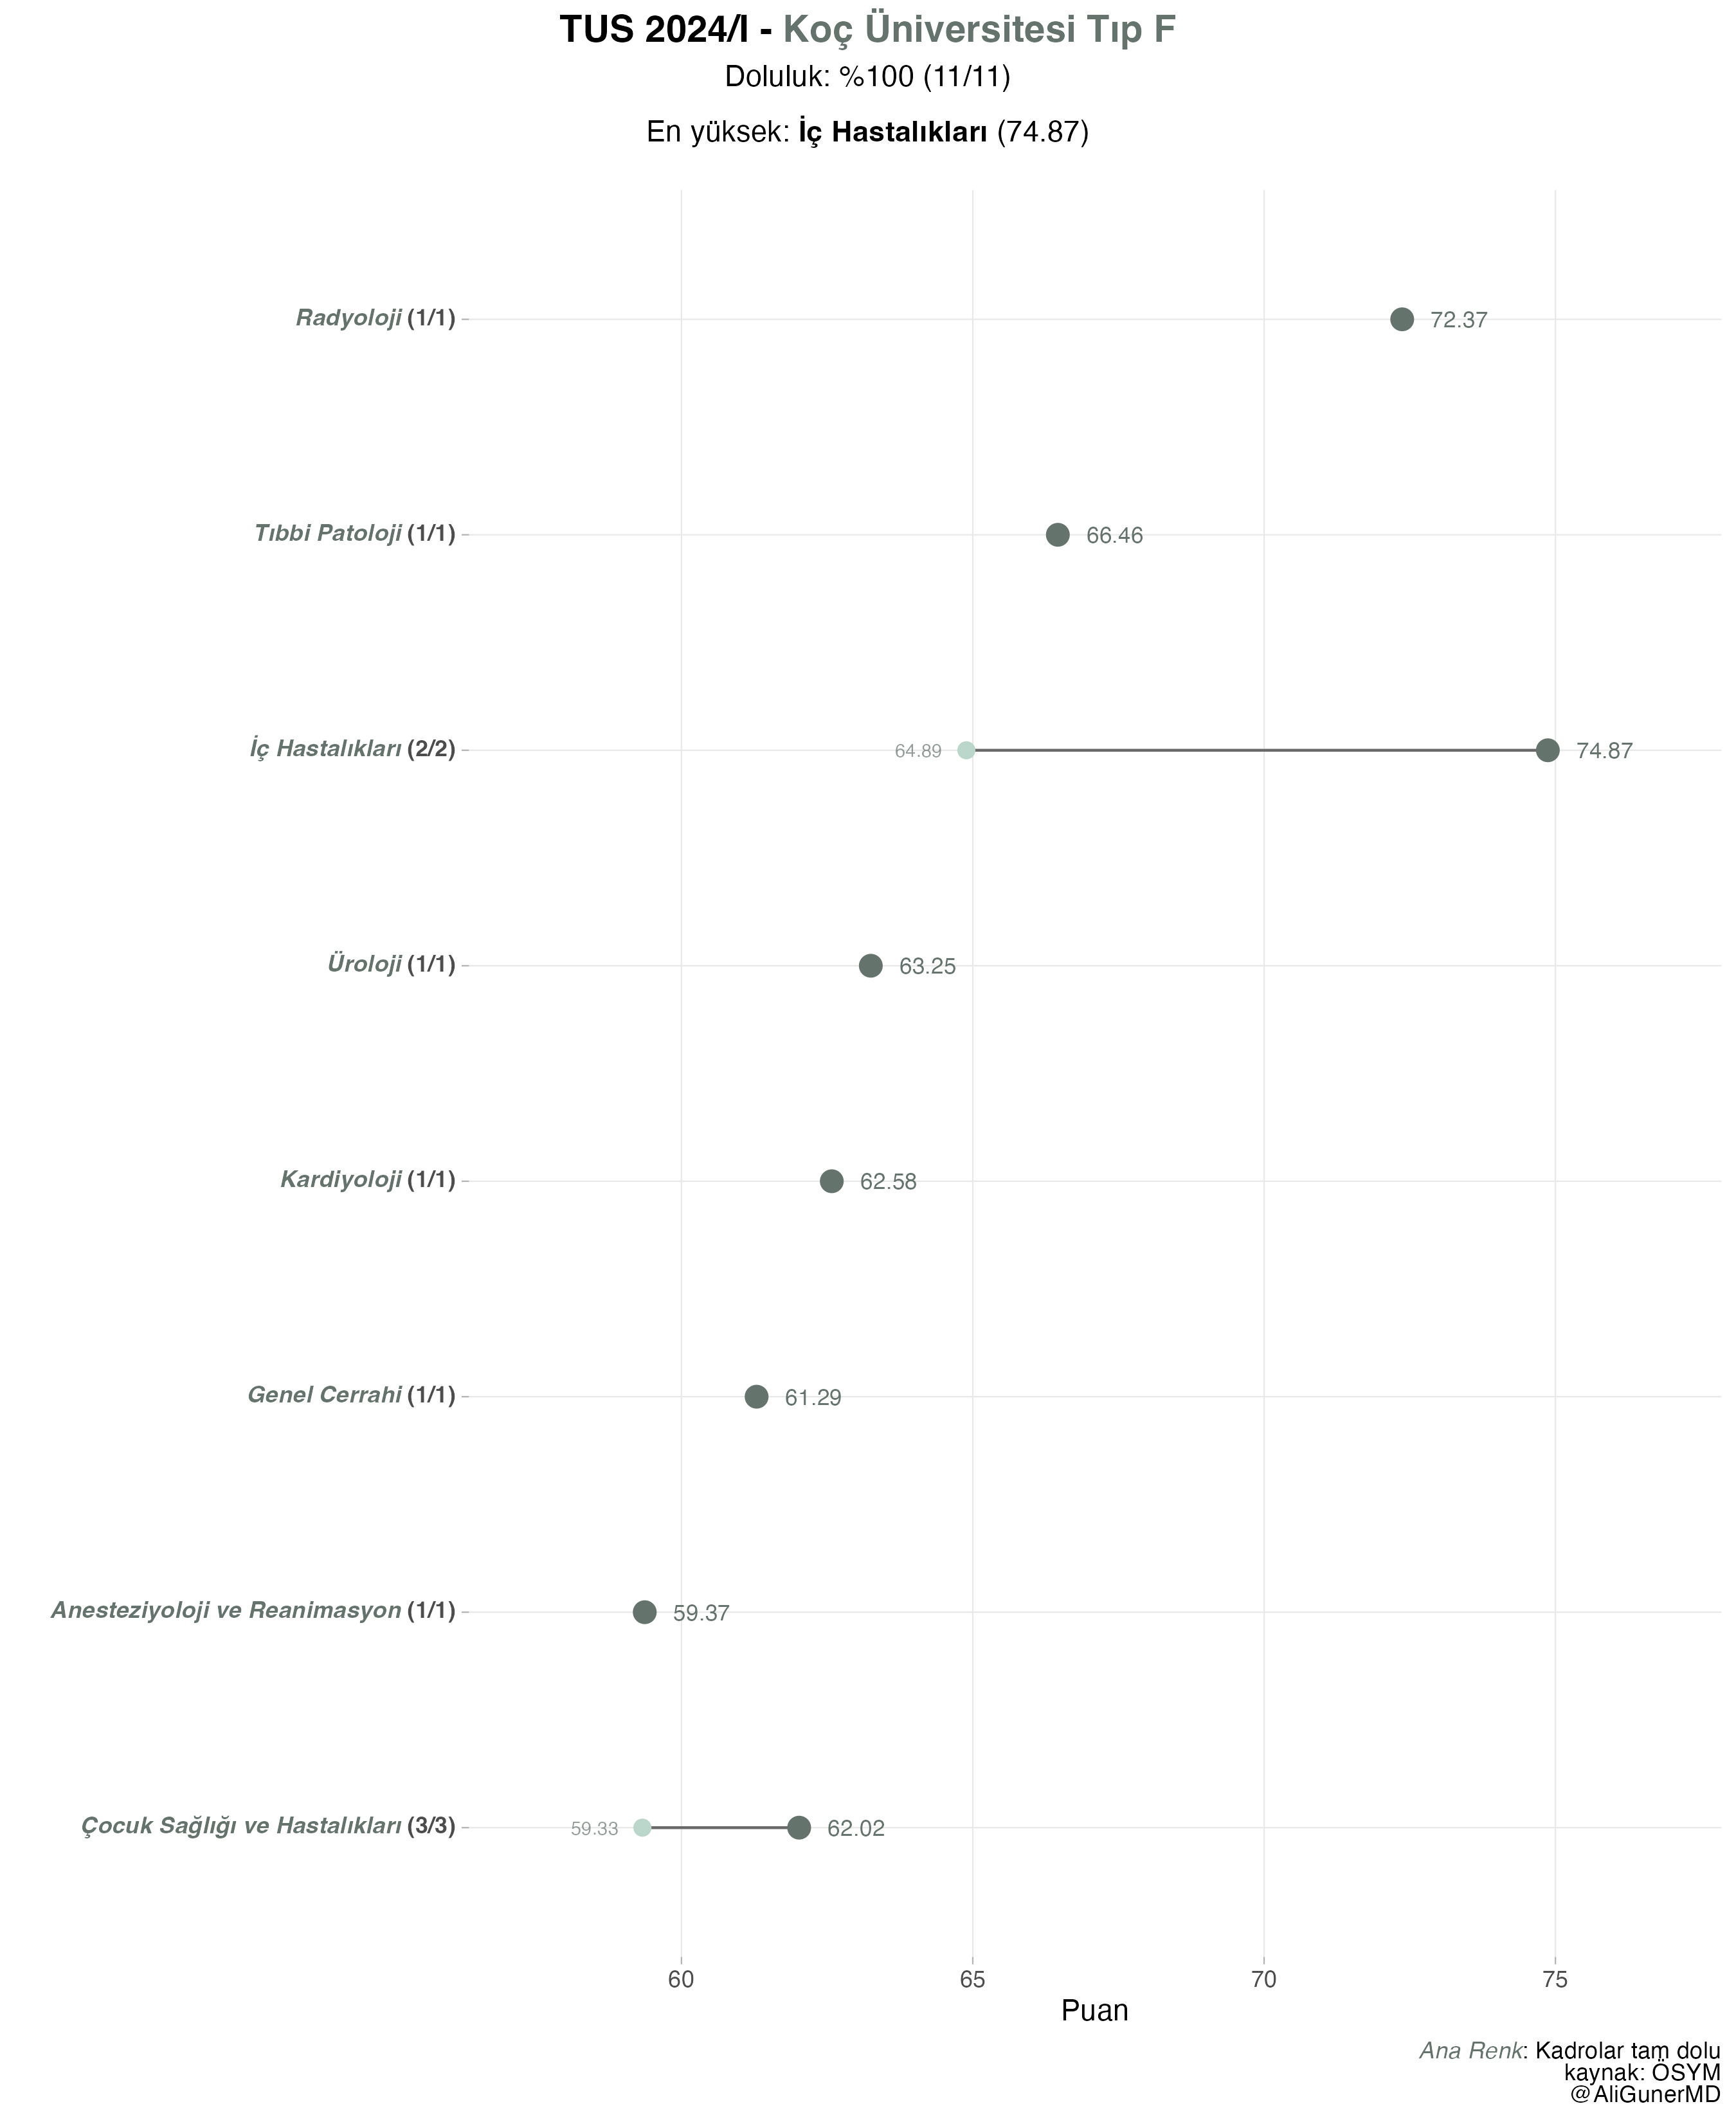 TUS 2024/I - Koç Üniversitesi Tıp F
Doluluk: %100 (11/11)
En yüksek: İç Hastalıkları (74.87)
Radyoloji (1/1) 72.37
Tıbbi Patoloji (1/1) 66.46
İç Hastalıkları (2/2) 64.89 74.87
Üroloji (1/1) 63.25
Kardiyoloji (1/1) 62.58
Genel Cerrahi (1/1) 61.29
Anesteziyoloji ve Reanimasyon (1/1) 59.37
Çocuk Sağlığı ve Hastalıkları (3/3) 59.33 62.02
60 65 70 75
Puan
Ana Renk: Kadrolar tam dolu
kaynak: ÖSYM
@AliGunerMD